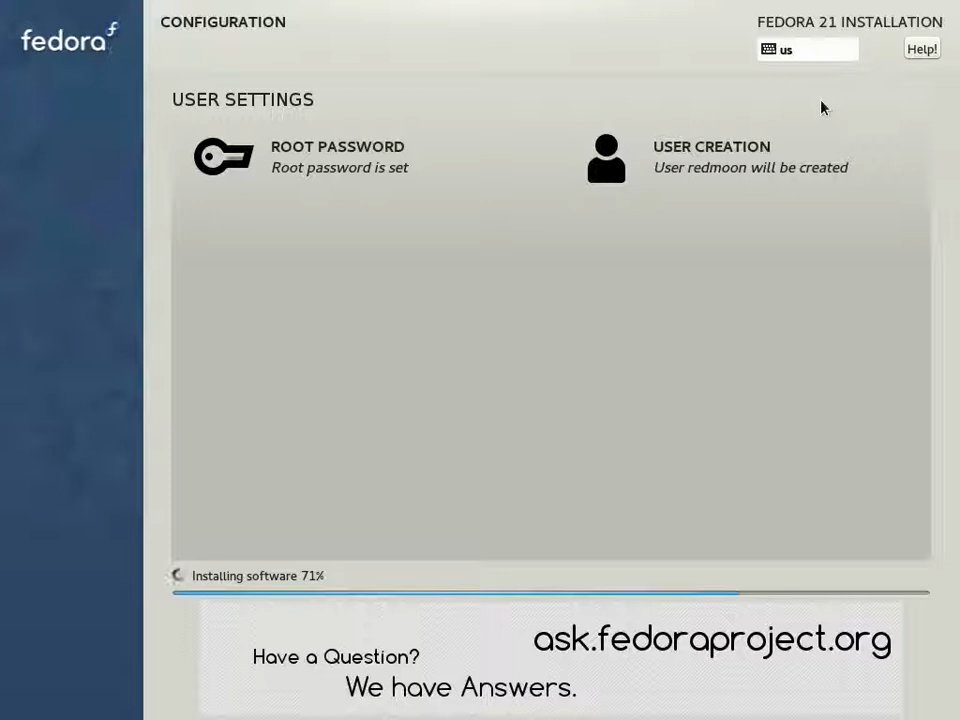 fedora
CONFIGURATION
FEDORA 21 INSTALLATION
us
Help!
USER SETTINGS
ROOT PASSWORD
Root password is set
USER CREATION
User redmoon will be created
Installing software 71%
ask.fedoraproject.org
Have a Question?
We have Answers.